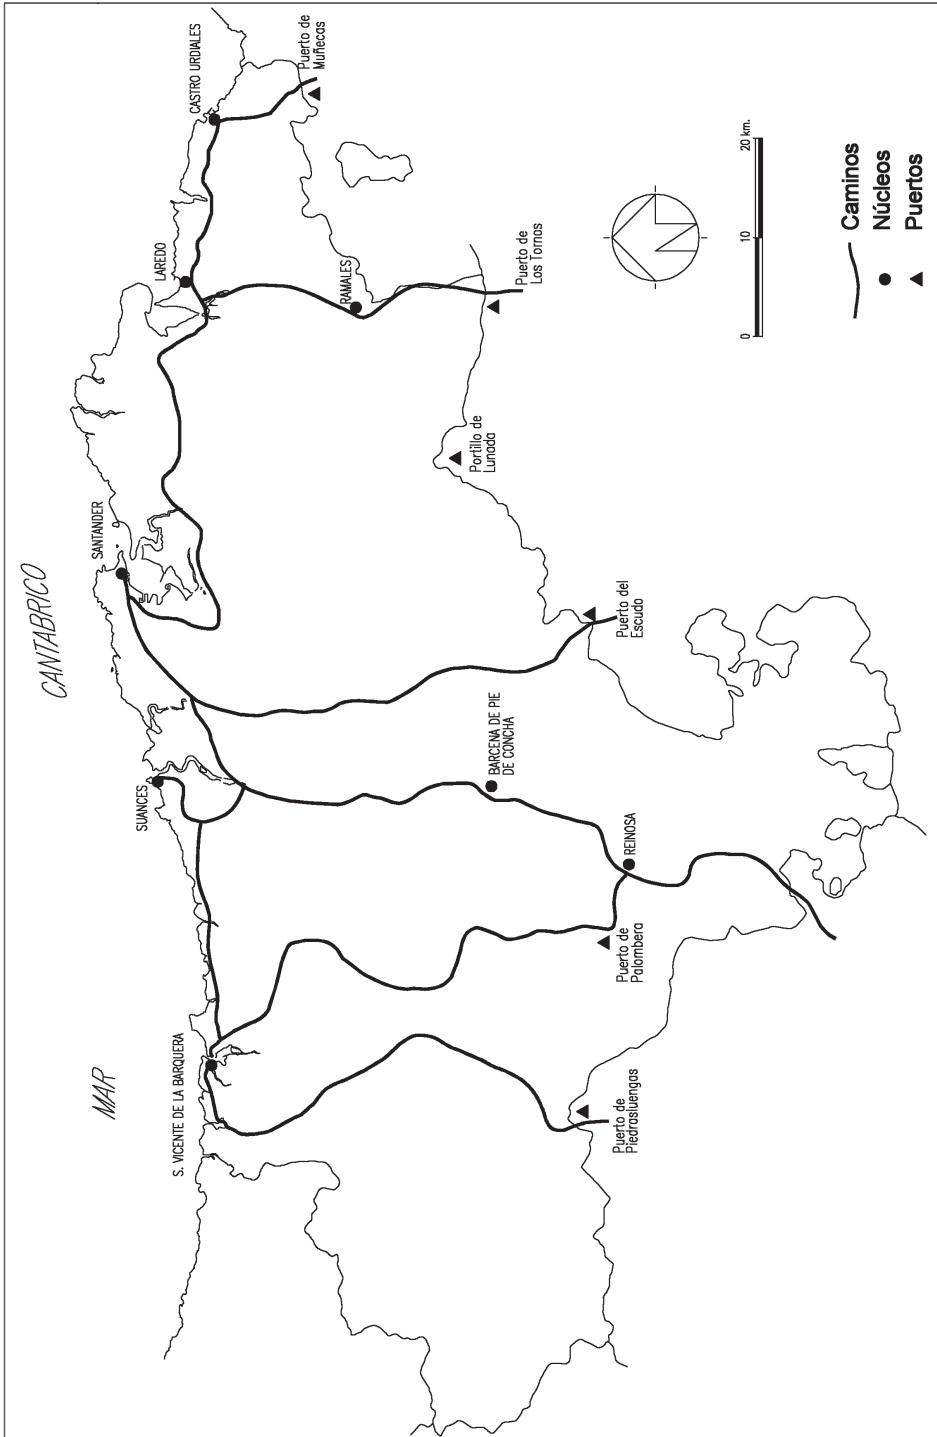 MAR
CANTABRICO
S. VICENTE DE LA BARQUERA
SUANCES
SANTANDER
LAREDO
CASTRO URDIALES
Puerto de
Muñecas
RAMALES
Puerto de
Los Tornos
Portillo de
Lunada
Puerto del
Escudo
BARCENA DE PIE
DE CONCHA
REINOSA
Puerto de
Palombera
Puerto de
Piedrasluengas
N
0 10 20 km.
Caminos
Núcleos
Puertos